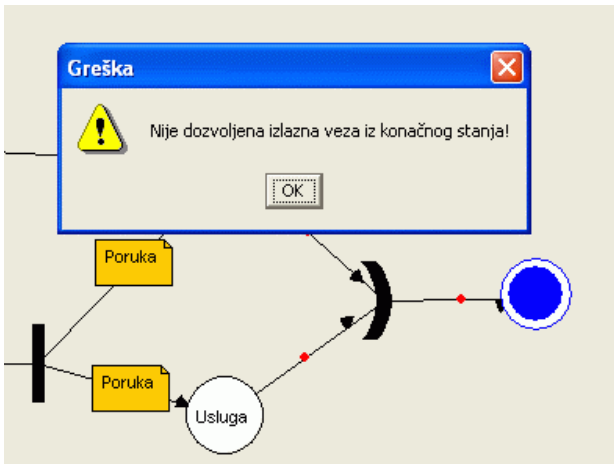 Greška
Nije dozvoljena izlazna veza iz konačnog stanja!
OK
Poruka
Poruka
Usluga